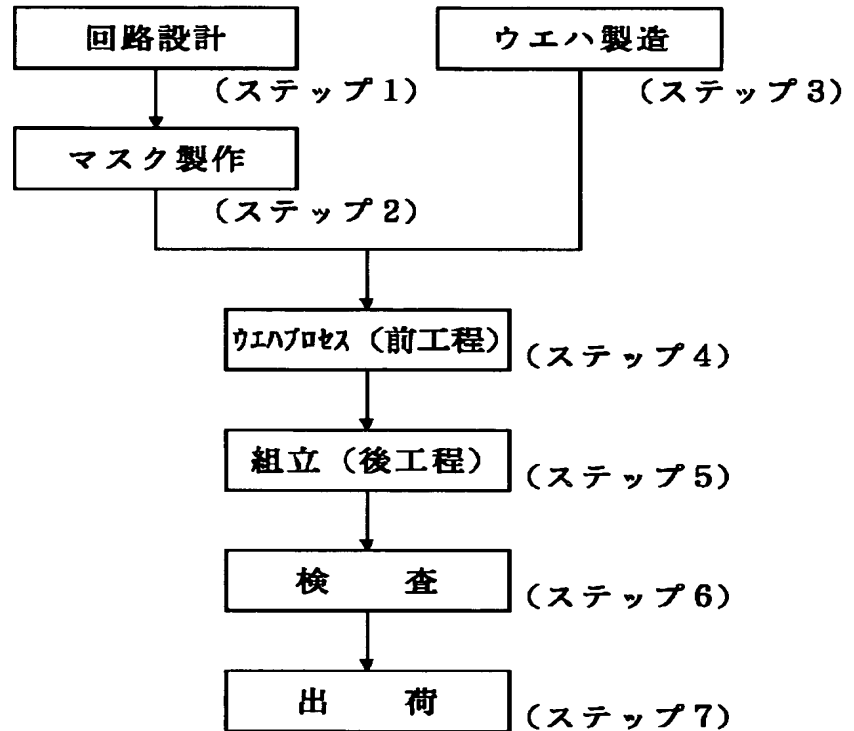 回路設計
ウエハ製造
(ステップ1)
(ステップ3)
マスク製作
(ステップ2)
ウエハプロセス(前工程)
(ステップ4)
組立(後工程)
(ステップ5)
検 査
(ステップ6)
出 荷
(ステップ7)